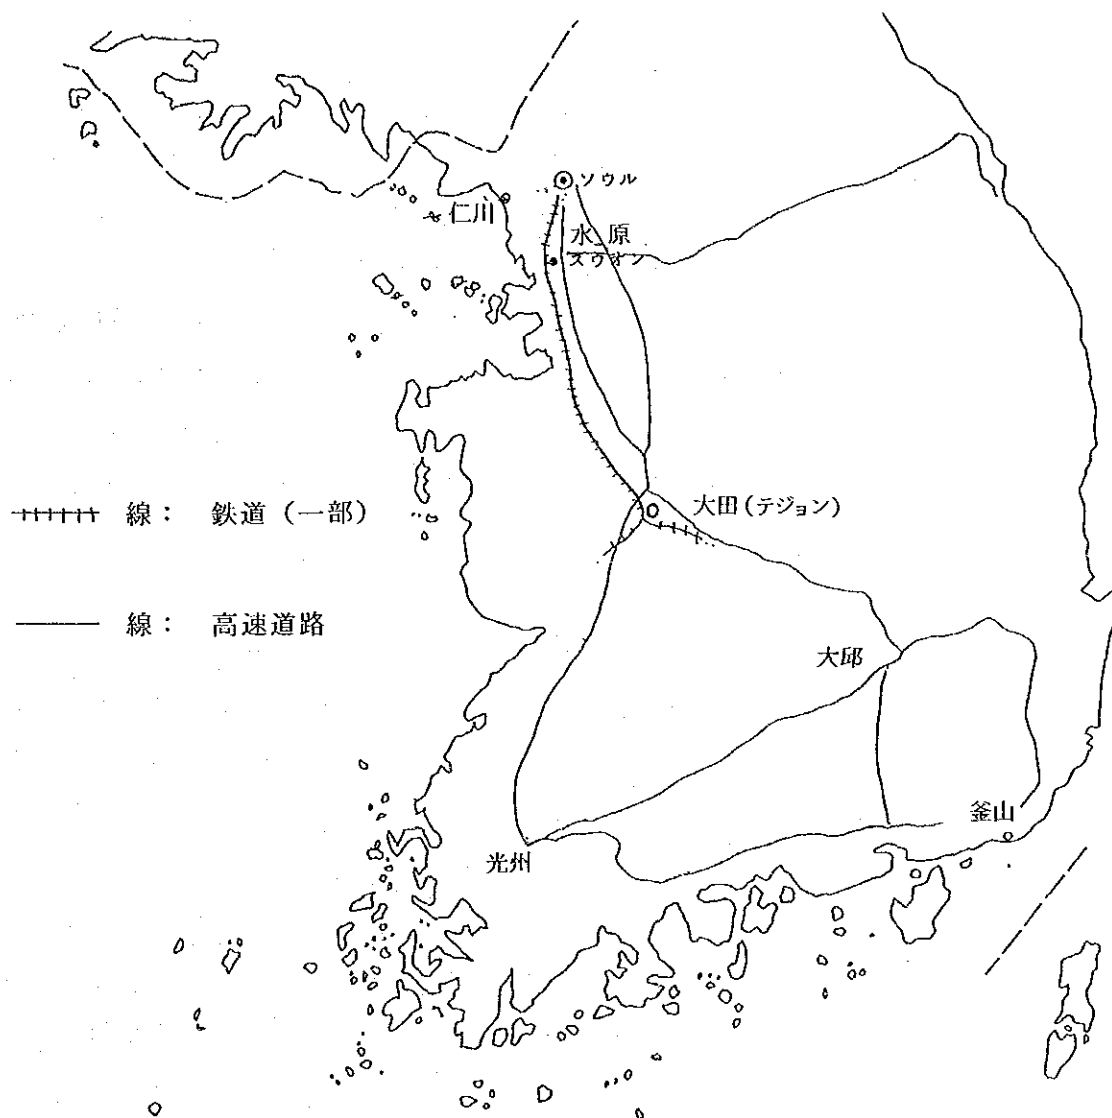 ソウル
仁川
水原
スウオン
線： 鉄道（一部）
大田（テジョン）
線： 高速道路
大邱
釜山
光州